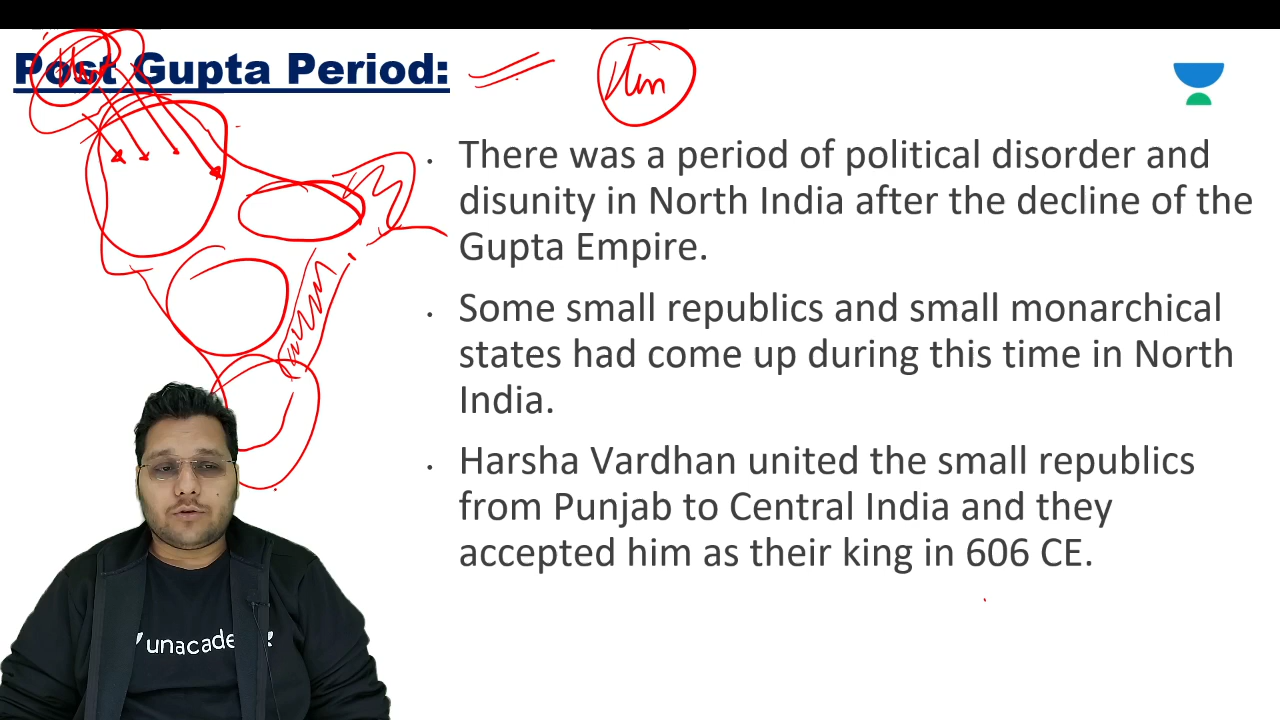 Post Gupta Period:
There was a period of political disorder and
disunity in North India after the decline of the
Gupta Empire.
Some small republics and small monarchical
states had come up during this time in North
India.
Harsha Vardhan united the small republics
from Punjab to Central India and they
accepted him as their king in 606 CE.